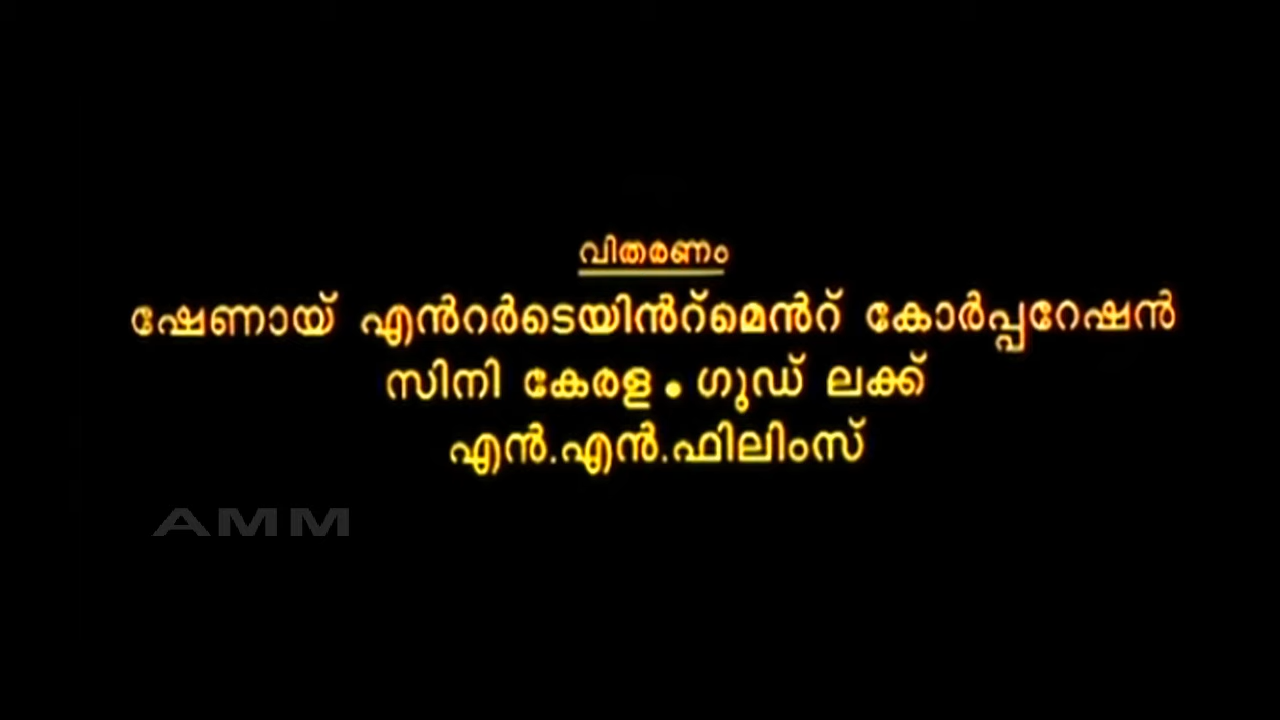 വിതരണം
ഷേണായ് എൻറർടെയിൻറ്മെൻറ് കോർപ്പറേഷൻ
സിനി കേരള • ഗുഡ് ലക്ക്
എൻ.എൻ.ഫിലിംസ്
AMM